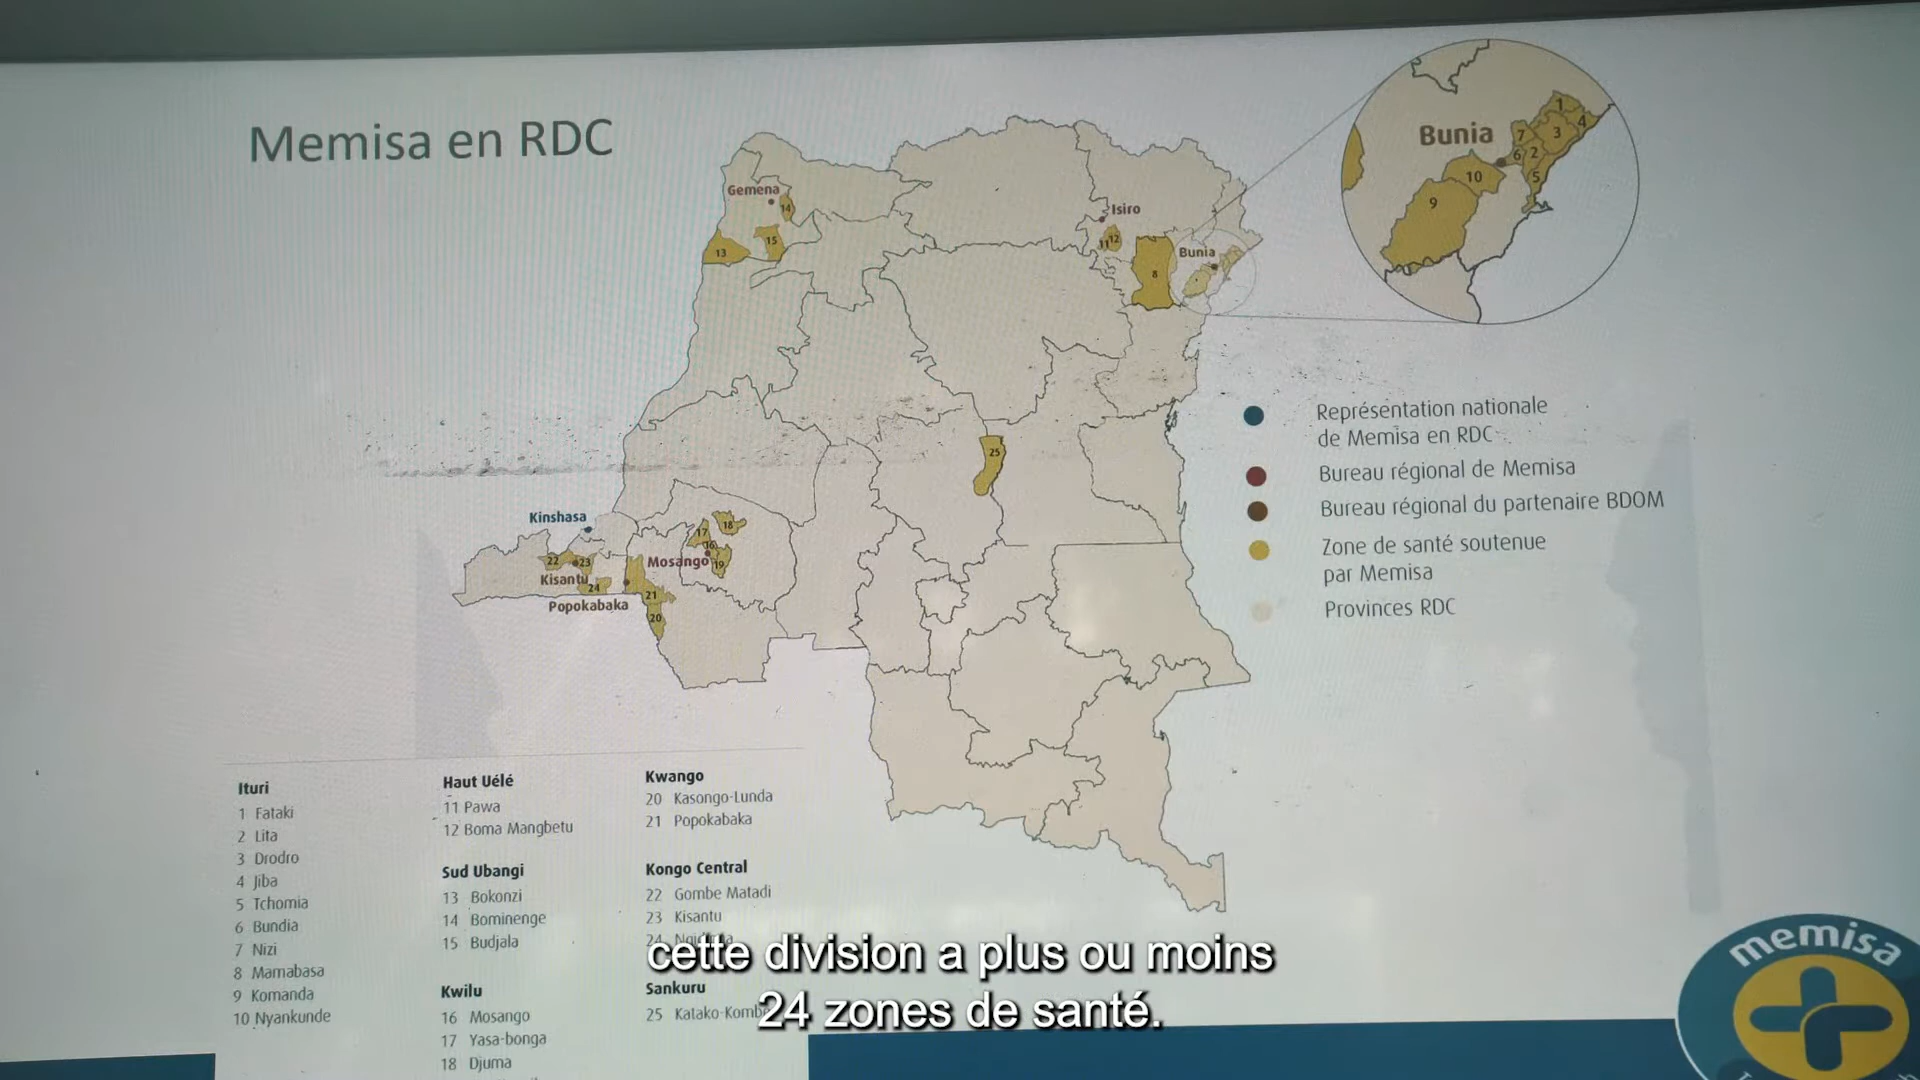 Memisa en RDC
Gemena
14
13
15
Isiro
11
12
8
Bunia
Bunia
1
4
7
3
6
2
10
5
9
25
Kinshasa
22
23
Kisantu
24
Popokabaka
Mosango
17
18
16
19
21
20
Représentation nationale
de Memisa en RDC
Bureau régional de Memisa
Bureau régional du partenaire BDOM
Zone de santé soutenue
par Memisa
Provinces RDC
Ituri
1 Fataki
2 Lita
3 Drodro
4 Jiba
5 Tchomia
6 Bundia
7 Nizi
8 Mamabasa
9 Komanda
10 Nyankunde
Haut Uélé
11 Pawa
12 Boma Mangbetu
Sud Ubangi
13 Bokonzi
14 Bominenge
15 Budjala
Kwilu
16 Mosango
17 Yasa-bonga
18 Djuma
Kwango
20 Kasongo-Lunda
21 Popokabaka
Kongo Central
22 Gombe Matadi
23 Kisantu
24
Sankuru
25 Katako-Komb
cette division a plus ou moins
24 zones de santé.
memisa